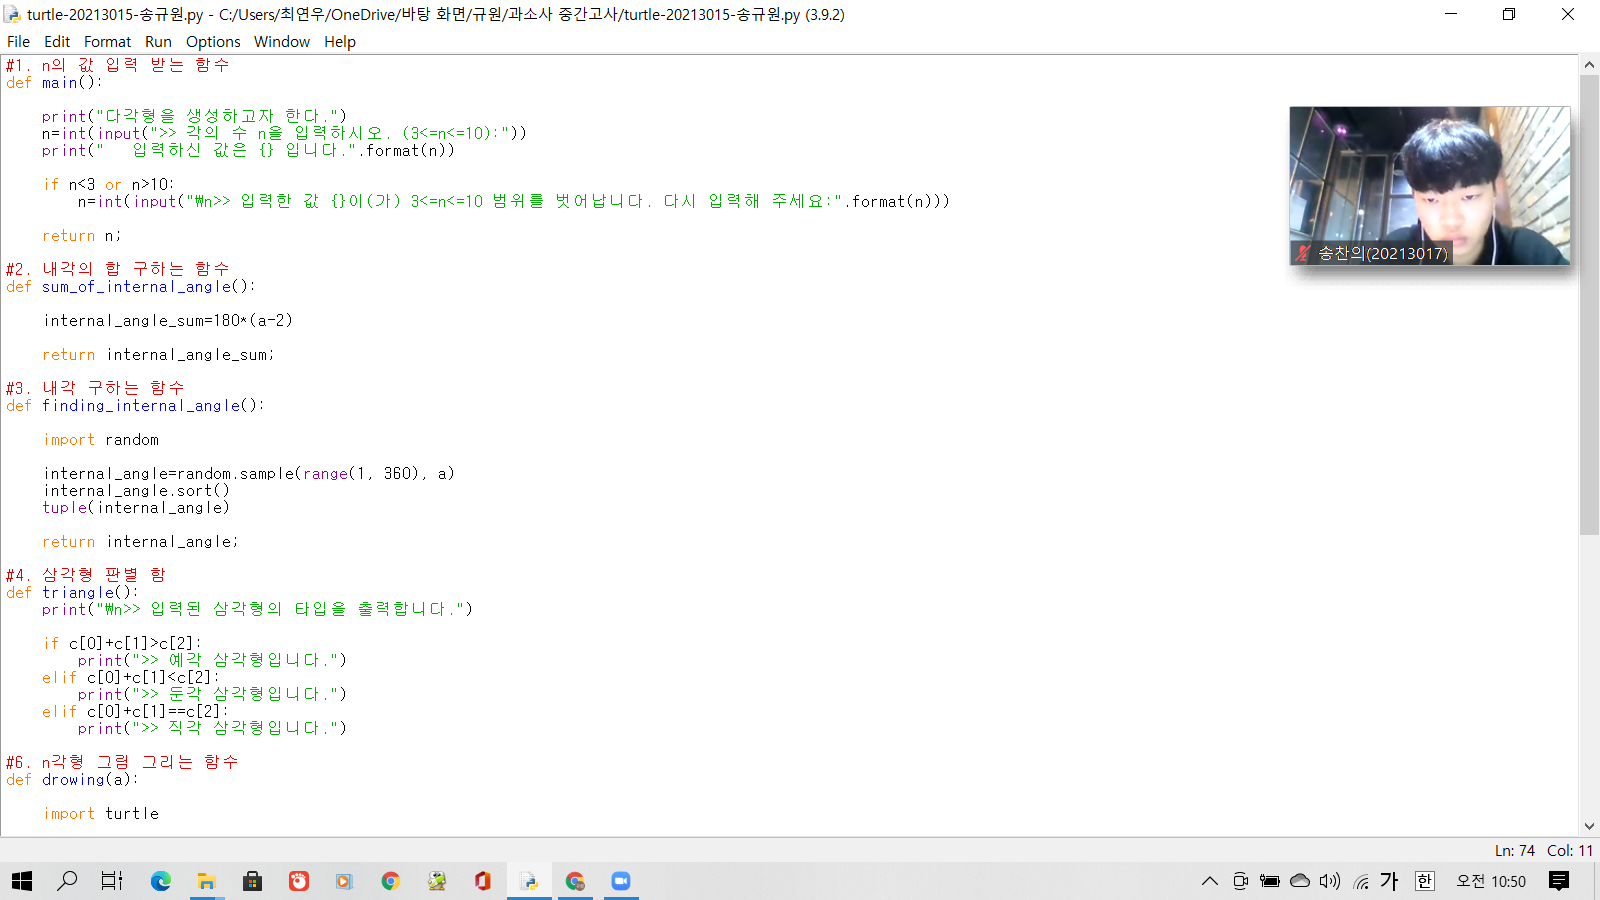 turtle-20213015-송규원.py - C:/Users/최연우/OneDrive/바탕 화면/규원/과소사 중간고사/turtle-20213015-송규원.py (3.9.2)
File Edit Format Run Options Window Help
#1. n의 값 입력 받는 함수
def main():
    print("다각형을 생성하고자 한다.")
    n=int(input(">> 각의 수 n을 입력하시오. (3<=n<=10):"))
    print("   입력하신 값은 {} 입니다.".format(n))
    if n<3 or n>10:
        n=int(input("₩n>> 입력한 값 {}이(가) 3<=n<=10 범위를 벗어납니다. 다시 입력해 주세요:".format(n)))
    return n;
#2. 내각의 합 구하는 함수
def sum_of_internal_angle():
    internal_angle_sum=180*(a-2)
    return internal_angle_sum;
#3. 내각 구하는 함수
def finding_internal_angle():
    import random
    internal_angle=random.sample(range(1, 360), a)
    internal_angle.sort()
    tuple(internal_angle)
    return internal_angle;
#4. 삼각형 판별 함
def triangle():
    print("₩n>> 입력된 삼각형의 타입을 출력합니다.")
    if c[0]+c[1]>c[2]:
        print(">> 예각 삼각형입니다.")
    elif c[0]+c[1]<c[2]:
        print(">> 둔각 삼각형입니다.")
    elif c[0]+c[1]==c[2]:
        print(">> 직각 삼각형입니다.")
#6. n각형 그림 그리는 함수
def drowing(a):
    import turtle
송찬의(20213017)
Ln: 74 Col: 11
가 한 오전 10:50